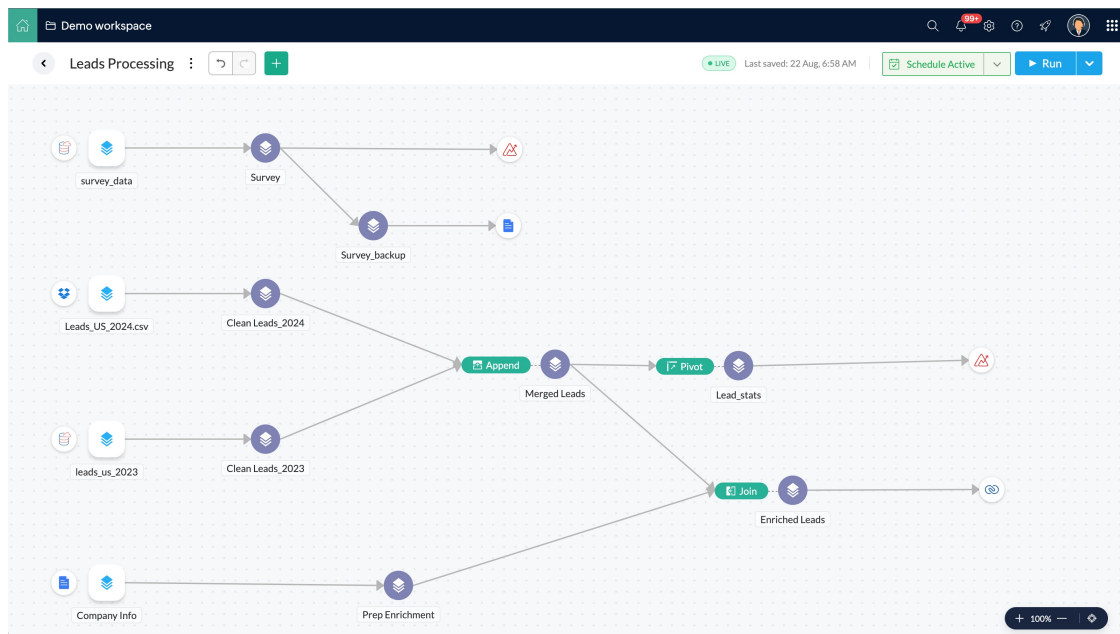 Demo workspace
99+
Leads Processing
LIVE
Last saved: 22 Aug, 6:58 AM
Schedule Active
Run
survey_data
Survey
Survey_backup
Leads_US_2024.csv
Clean Leads_2024
Append
Merged Leads
Pivot
Lead_stats
leads_us_2023
Clean Leads_2023
Join
Enriched Leads
Company Info
Prep Enrichment
100%